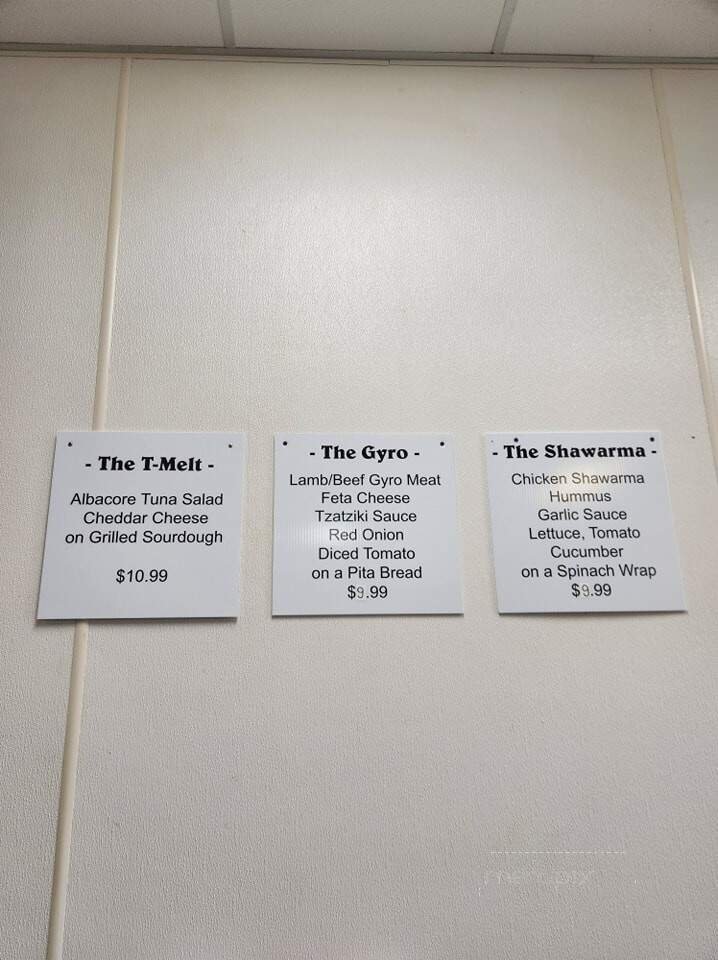 - The T-Melt -
Albacore Tuna Salad
Cheddar Cheese
on Grilled Sourdough
$10.99
- The Gyro -
Lamb/Beef Gyro Meat
Feta Cheese
Tzatziki Sauce
Red Onion
Diced Tomato
on a Pita Bread
$9.99
- The Shawarma -
Chicken Shawarma
Hummus
Garlic Sauce
Lettuce, Tomato
Cucumber
on a Spinach Wrap
$9.99